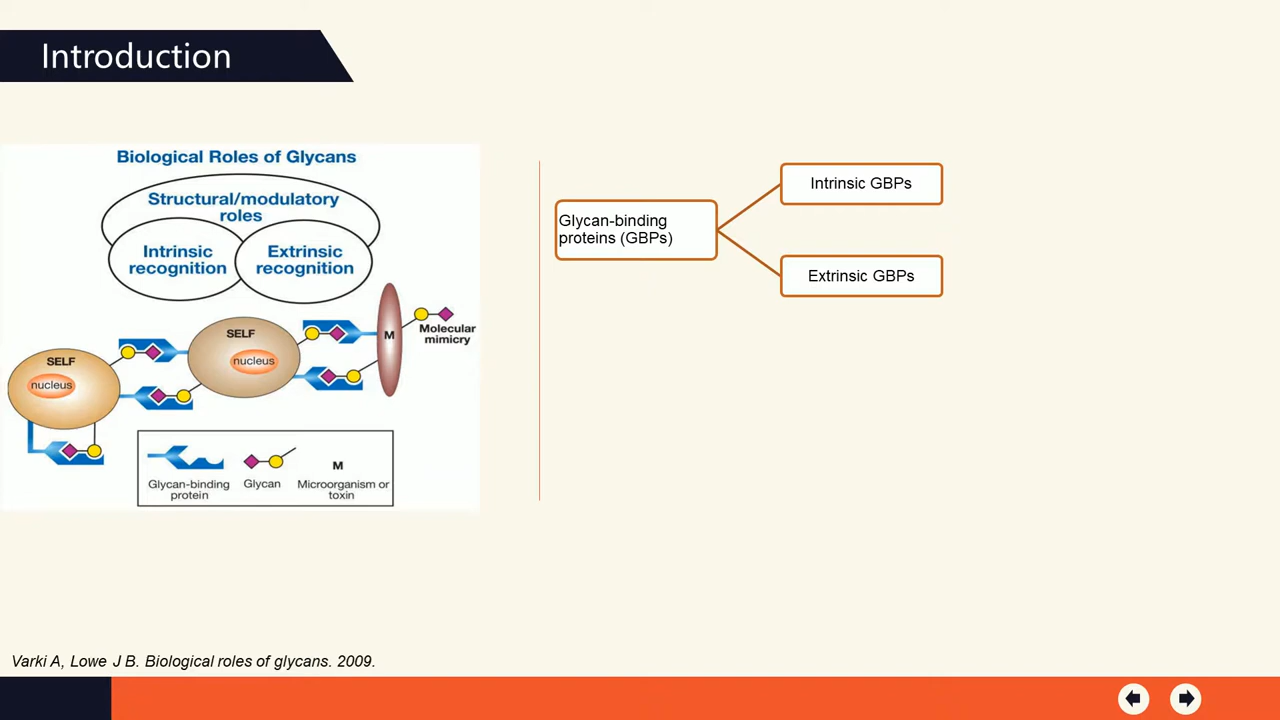 Introduction
Biological Roles of Glycans
Structural/modulatory
roles
Intrinsic
recognition
Extrinsic
recognition
SELF
nucleus
SELF
nucleus
M
Molecular
mimicry
Glycan-binding
protein
Glycan
M
Microorganism or
toxin
Glycan-binding
proteins (GBPs)
Intrinsic GBPs
Extrinsic GBPs
Varki A, Lowe J B. Biological roles of glycans. 2009.